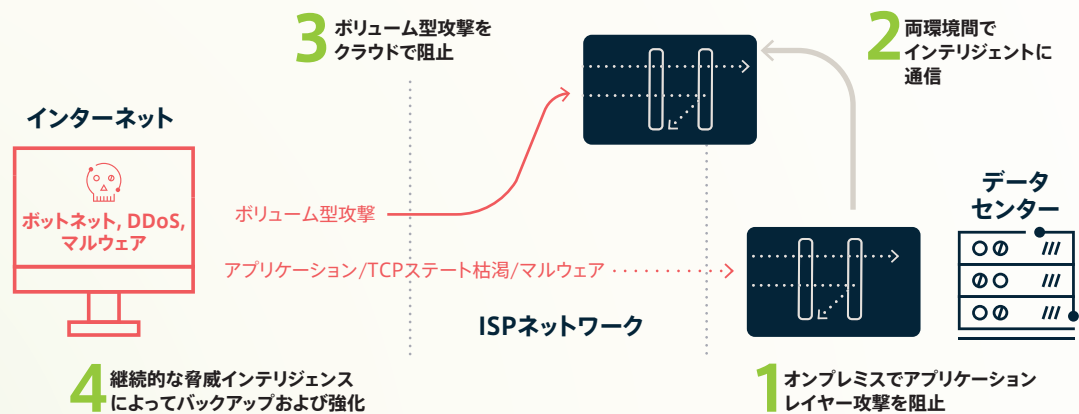 3 ボリューム型攻撃を
クラウドで阻止
2 両環境間で
インテリジェントに
通信
インターネット
ボットネット, DDoS,
マルウェア
ボリューム型攻撃
アプリケーション/TCPステート枯渇/マルウェア
ISPネットワーク
データ
センター
4 継続的な脅威インテリジェンス
によってバックアップおよび強化
1 オンプレミスでアプリケーション
レイヤー攻撃を阻止